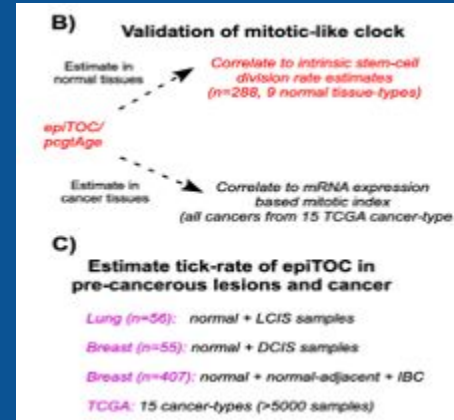 B)
Validation of mitotic-like clock
Estimate in
normal tissues
Correlate to intrinsic stem-cell
division rate estimates
(n=288, 9 normal tissue-types)
epiTOC/
pcgtAge
Estimate in
cancer tissues
Correlate to mRNA expression
based mitotic index
(all cancers from 15 TCGA cancer-type
C)
Estimate tick-rate of epiTOC in
pre-cancerous lesions and cancer
Lung (n=56): normal + LCIS samples
Breast (n=55): normal + DCIS samples
Breast (n=407): normal + normal-adjacent + IBC
TCGA: 15 cancer-types (>5000 samples)